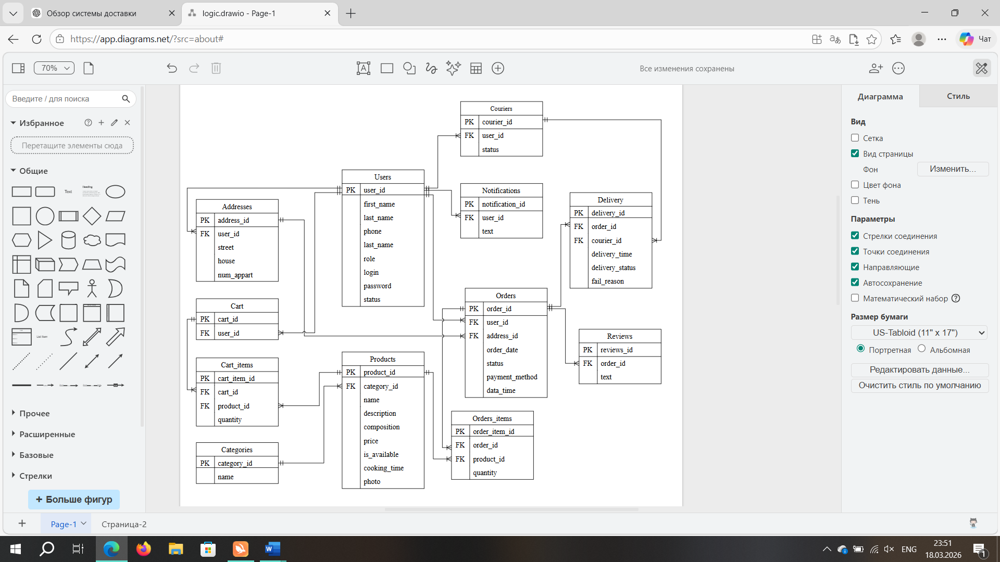 Обзор системы доставки
logic.drawio - Page-1
https://app.diagrams.net/?src=about#
Чат
70%
Все изменения сохранены
Введите / для поиска
Избранное
Перетащите элементы сюда
Общие
Text
Heading
List Item
Прочее
Расширенные
Базовые
Стрелки
+ Больше фигур
Couriers
PK courier_id
FK user_id
status
Users
PK user_id
first_name
last_name
phone
last_name
role
login
password
status
Notifications
PK notification_id
FK user_id
text
Delivery
PK delivery_id
FK order_id
FK courier_id
delivery_time
delivery_status
fail_reason
Addresses
PK address_id
FK user_id
street
house
num_appart
Cart
PK cart_id
FK user_id
Orders
PK order_id
FK user_id
FK address_id
order_date
status
payment_method
data_time
Reviews
PK reviews_id
FK order_id
text
Cart_items
PK cart_item_id
FK cart_id
FK product_id
quantity
Products
PK product_id
FK category_id
name
description
composition
price
is_available
cooking_time
photo
Orders_items
PK order_item_id
FK order_id
FK product_id
quantity
Categories
PK category_id
name
Диаграмма
Стиль
Вид
Сетка
Вид страницы
Фон
Изменить...
Цвет фона
Тень
Параметры
Стрелки соединения
Точки соединения
Направляющие
Автосохранение
Математический набор
Размер бумаги
US-Tabloid (11" x 17")
Портретная
Альбомная
Редактировать данные...
Очистить стиль по умолчанию
Page-1
Страница-2
ENG
23:51
18.03.2026
1